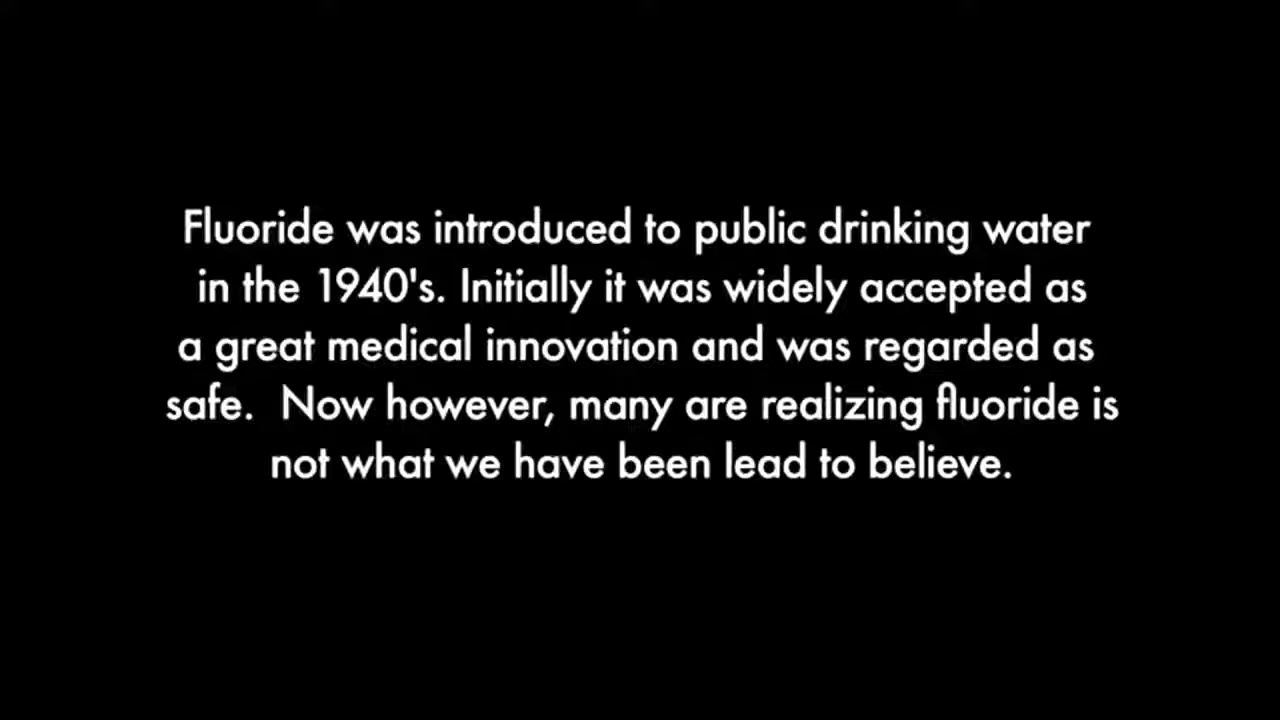 Fluoride was introduced to public drinking water
in the 1940's. Initially it was widely accepted as
a great medical innovation and was regarded as
safe.  Now however, many are realizing fluoride is
not what we have been lead to believe.